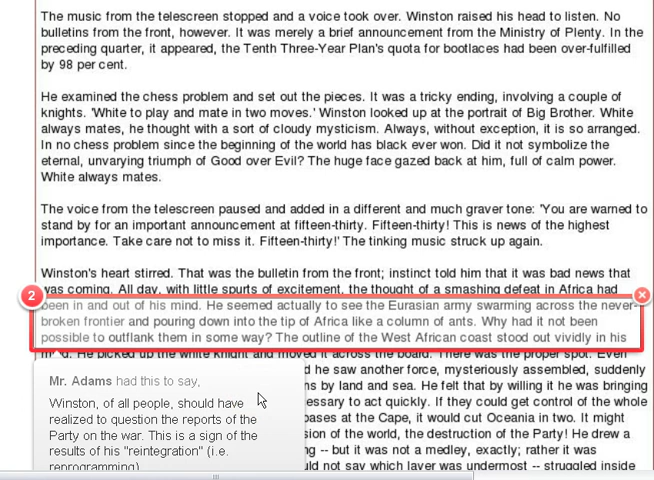 The music from the telescreen stopped and a voice took over. Winston raised his head to listen. No
bulletins from the front, however. It was merely a brief announcement from the Ministry of Plenty. In the
preceding quarter, it appeared, the Tenth Three-Year Plan's quota for bootlaces had been over-fulfilled
by 98 per cent.
He examined the chess problem and set out the pieces. It was a tricky ending, involving a couple of
knights. 'White to play and mate in two moves.' Winston looked up at the portrait of Big Brother. White
always mates, he thought with a sort of cloudy mysticism. Always, without exception, it is so arranged.
In no chess problem since the beginning of the world has black ever won. Did it not symbolize the
eternal, unvarying triumph of Good over Evil? The huge face gazed back at him, full of calm power.
White always mates.
The voice from the telescreen paused and added in a different and much graver tone: 'You are warned to
stand by for an important announcement at fifteen-thirty. Fifteen-thirty! This is news of the highest
importance. Take care not to miss it. Fifteen-thirty!' The tinking music struck up again.
Winston's heart stirred. That was the bulletin from the front; instinct told him that it was bad news that
was coming. All day, with little spurts of excitement, the thought of a smashing defeat in Africa had
2
been in and out of his mind. He seemed actually to see the Eurasian army swarming across the never-
broken frontier and pouring down into the tip of Africa like a column of ants. Why had it not been
possible to outflank them in some way? The outline of the West African coast stood out vividly in his
He picked up the white knight and moved it across the board. There was the proper spot. Even
d he saw another force, mysteriously assembled, suddenly
ns by land and sea. He felt that by willing it he was bringing
essary to act quickly. If they could get control of the whole
bases at the Cape, it would cut Oceania in two. It might
sion of the world, the destruction of the Party! He drew a
ng -- but it was not a medley, exactly; rather it was
uld not say which layer was undermost -- struggled inside
Mr. Adams had this to say,
Winston, of all people, should have
realized to question the reports of the
Party on the war. This is a sign of the
results of his "reintegration" (i.e.
reprogramming)